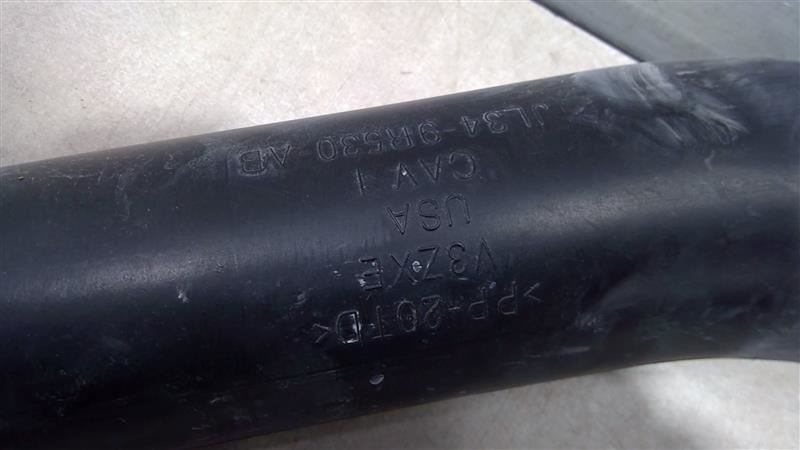 JL34-9R530-AB
CAV 1
USA
V3ZXE
>PP-20TD<